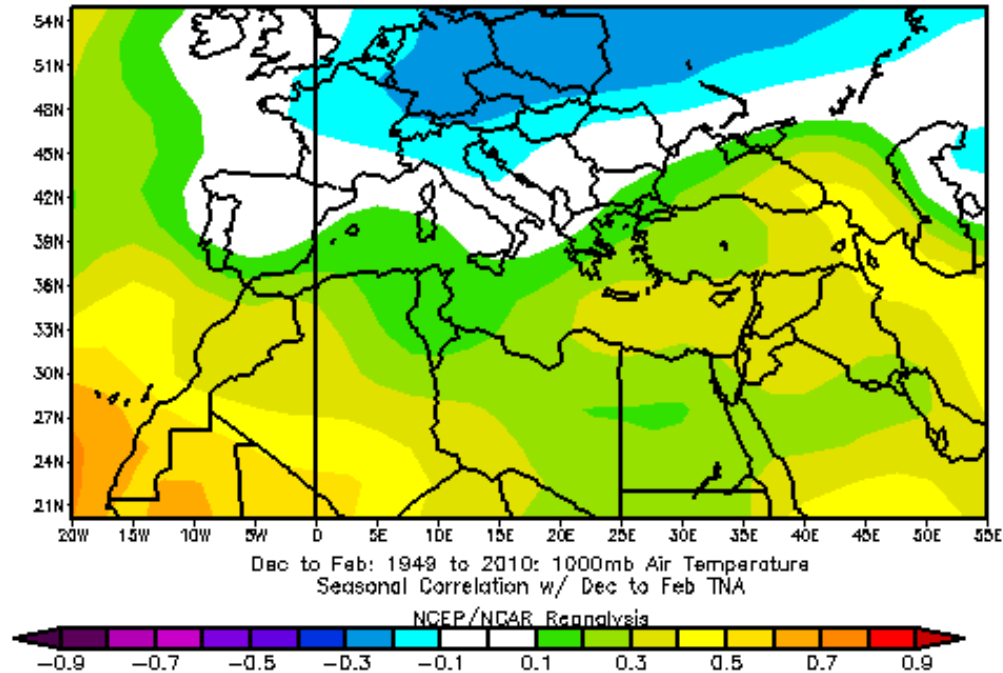 54N
51N
48N
45N
42N
39N
36N
33N
30N
27N
24N
21N
20W 15W 10W 5W 0 5E 10E 15E 20E 25E 30E 35E 40E 45E 50E 55E
Dec to Feb: 1949 to 2010: 1000mb Air Temperature
Seasonal Correlation w/ Dec to Feb TNA
NCEP/NCAR Reanalysis
-0.9 -0.7 -0.5 -0.3 -0.1 0.1 0.3 0.5 0.7 0.9